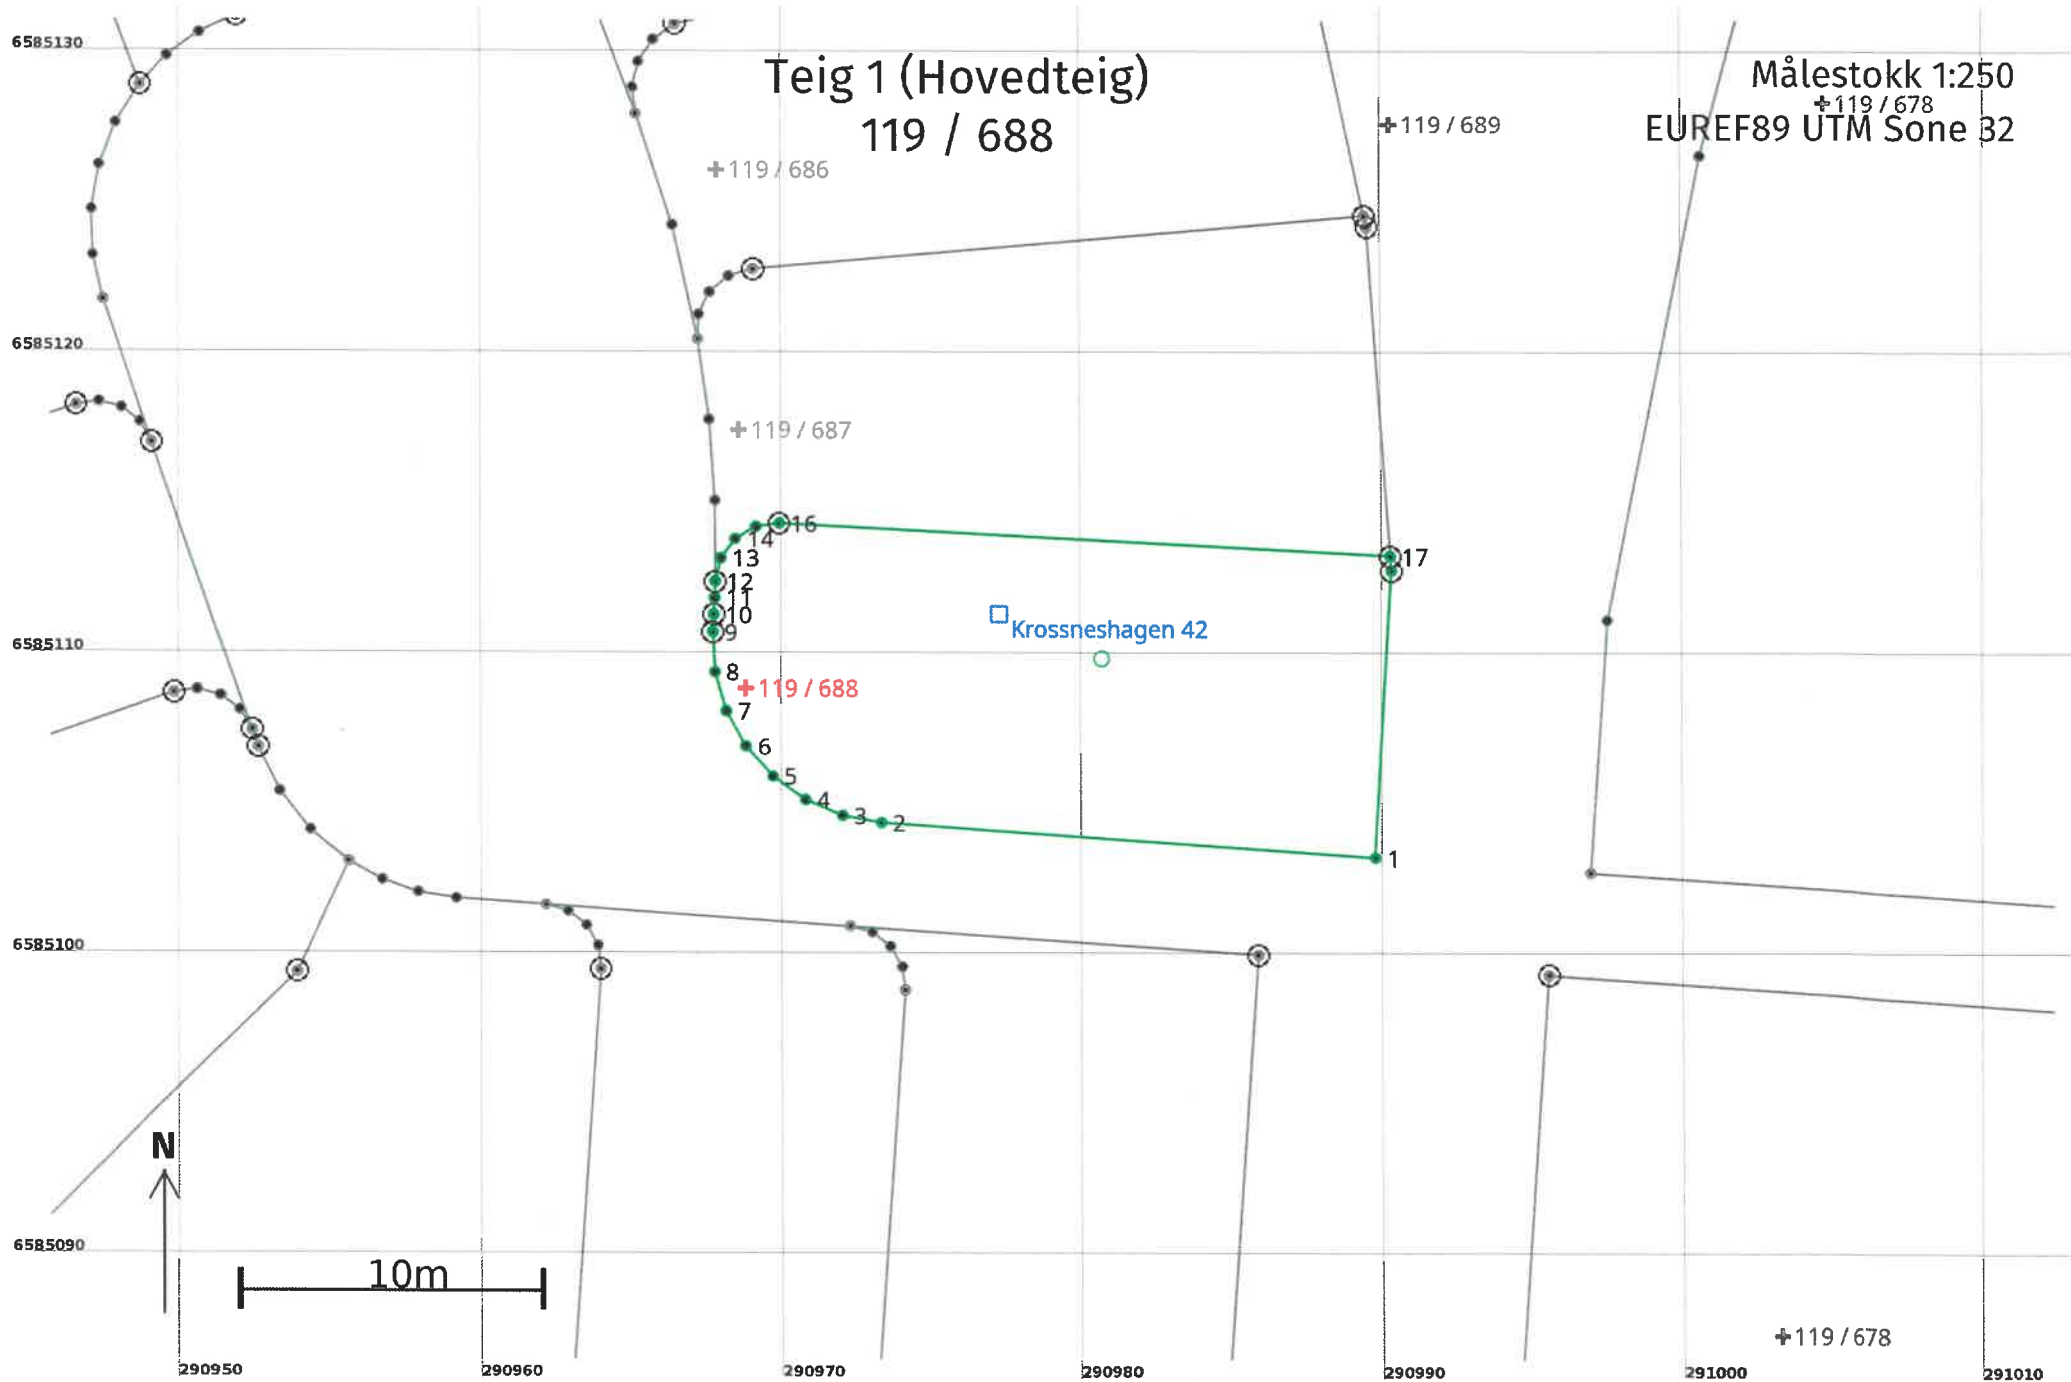 6585130
Teig 1 (Hovedteig)
Målestokk 1:250
119 / 678
119 / 689
EUREF89 UTM Sone 32
119 / 688
119 / 686
6585120
119 / 687
16
14
13
17
12
11
10
9
Krossneshagen 42
6585110
8
119 / 688
7
6
5
4
3
2
1
6585100
N
6585090
10m
119 / 678
290950
290960
290970
290980
290990
291000
291010